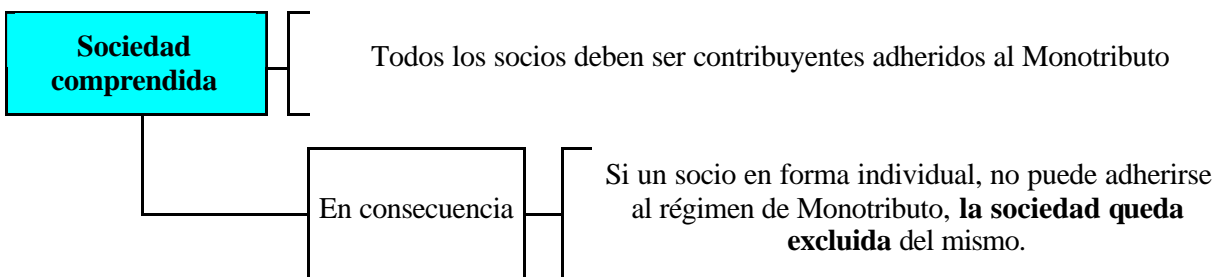 Sociedad
comprendida
Todos los socios deben ser contribuyentes adheridos al Monotributo
En consecuencia
Si un socio en forma individual, no puede adherirse
al régimen de Monotributo, la sociedad queda
excluida del mismo.